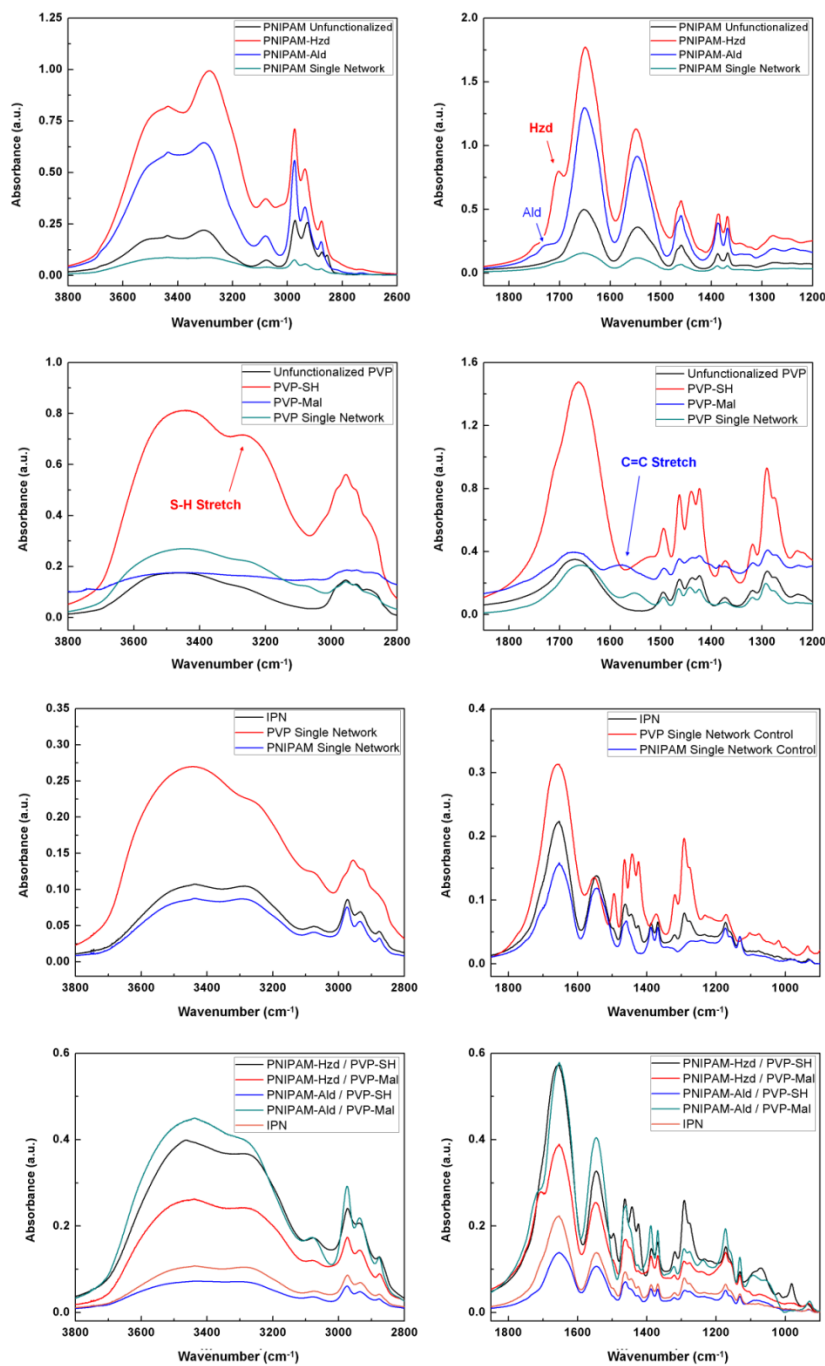 PNIPAM Unfunctionalized
PNIPAM-Hzd
PNIPAM-Ald
PNIPAM Single Network
Absorbance (a.u.)
1.25
1.00
0.75
0.50
0.25
0.00
3800 3600 3400 3200 3000 2800 2600
Wavenumber (cm-1)
PNIPAM Unfunctionalized
PNIPAM-Hzd
PNIPAM-Ald
PNIPAM Single Network
Hzd
Ald
Absorbance (a.u.)
2.0
1.5
1.0
0.5
0.0
1800 1700 1600 1500 1400 1300 1200
Wavenumber (cm-1)
Unfunctionalized PVP
PVP-SH
PVP-Mal
PVP Single Network
S-H Stretch
Absorbance (a.u.)
1.0
0.8
0.6
0.4
0.2
0.0
3800 3600 3400 3200 3000 2800
Wavenumber (cm-1)
Unfunctionalized PVP
PVP-SH
PVP-Mal
PVP Single Network
C=C Stretch
Absorbance (a.u.)
1.6
1.2
0.8
0.4
0.0
1800 1700 1600 1500 1400 1300 1200
Wavenumber (cm-1)
IPN
PVP Single Network
PNIPAM Single Network
Absorbance (a.u.)
0.35
0.30
0.25
0.20
0.15
0.10
0.05
0.00
3800 3600 3400 3200 3000 2800
Wavenumber (cm-1)
IPN
PVP Single Network Control
PNIPAM Single Network Control
Absorbance (a.u.)
0.4
0.3
0.2
0.1
0.0
1800 1600 1400 1200 1000
Wavenumber (cm-1)
PNIPAM-Hzd / PVP-SH
PNIPAM-Hzd / PVP-Mal
PNIPAM-Ald / PVP-SH
PNIPAM-Ald / PVP-Mal
IPN
Absorbance (a.u.)
0.6
0.4
0.2
0.0
3800 3600 3400 3200 3000 2800
PNIPAM-Hzd / PVP-SH
PNIPAM-Hzd / PVP-Mal
PNIPAM-Ald / PVP-SH
PNIPAM-Ald / PVP-Mal
IPN
Absorbance (a.u.)
0.6
0.4
0.2
0.0
1800 1600 1400 1200 1000